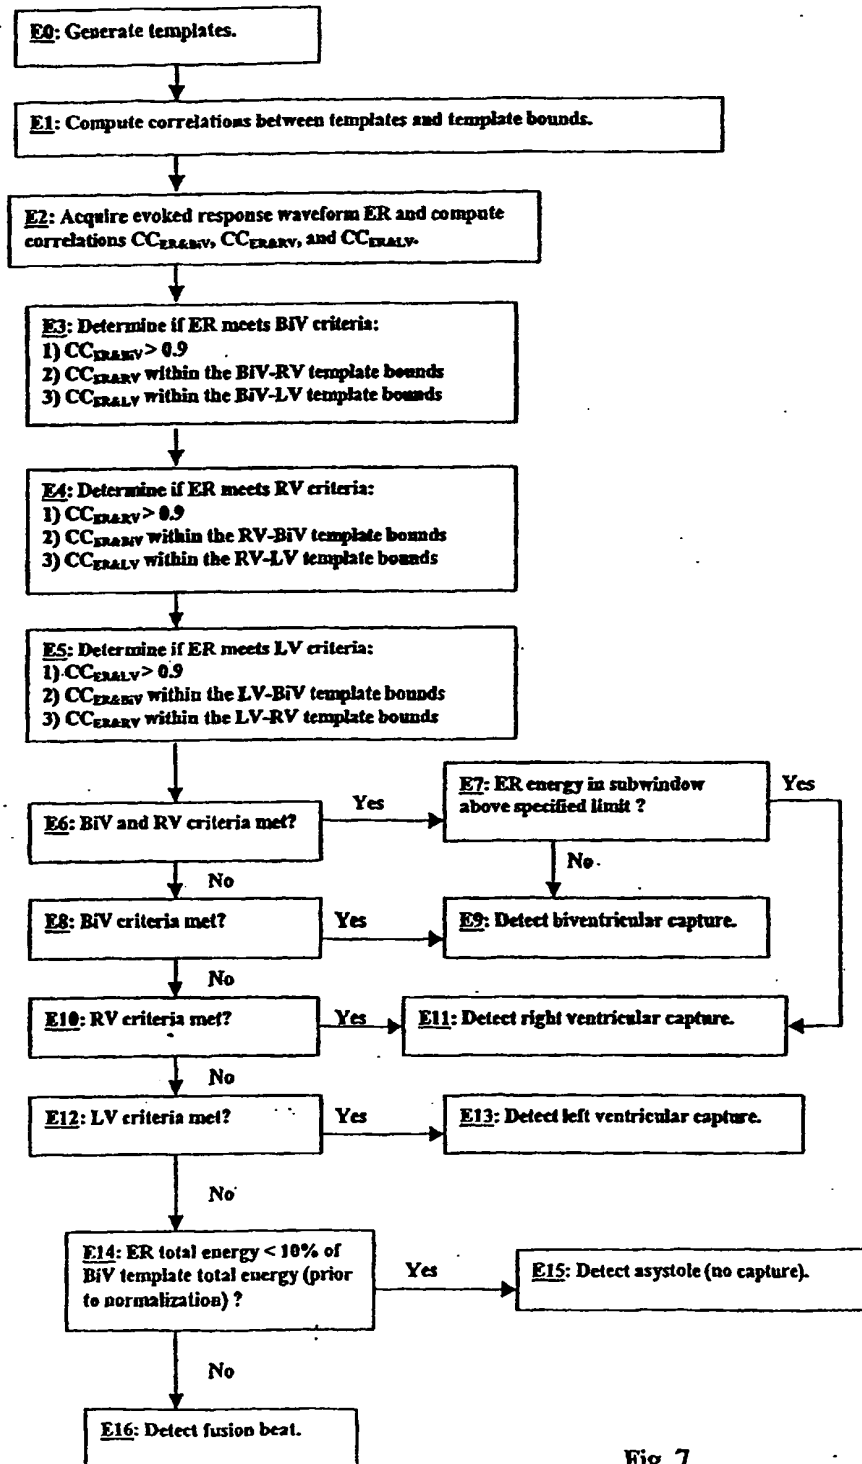 E0: Generate templates.
E1: Compute correlations between templates and template bounds.
E2: Acquire evoked response waveform ER and compute
correlations CCER&BiV, CCER&RV, and CCER&LV.
E3: Determine if ER meets BiV criteria:
1) CCER&BiV > 0.9
2) CCER&RV within the BiV-RV template bounds
3) CCER&LV within the BiV-LV template bounds
E4: Determine if ER meets RV criteria:
1) CCER&RV > 0.9
2) CCER&BiV within the RV-BiV template bounds
3) CCER&LV within the RV-LV template bounds
E5: Determine if ER meets LV criteria:
1) CCER&LV > 0.9
2) CCER&BiV within the LV-BiV template bounds
3) CCER&RV within the LV-RV template bounds
E6: BiV and RV criteria met?
Yes
E7: ER energy in subwindow
above specified limit ?
Yes
No
No
E8: BiV criteria met?
Yes
E9: Detect biventricular capture.
No
E10: RV criteria met?
Yes
E11: Detect right ventricular capture.
No
E12: LV criteria met?
Yes
E13: Detect left ventricular capture.
No
E14: ER total energy < 10% of
BiV template total energy (prior
to normalization) ?
Yes
E15: Detect asystole (no capture).
No
E16: Detect fusion beat.
Fig. 7